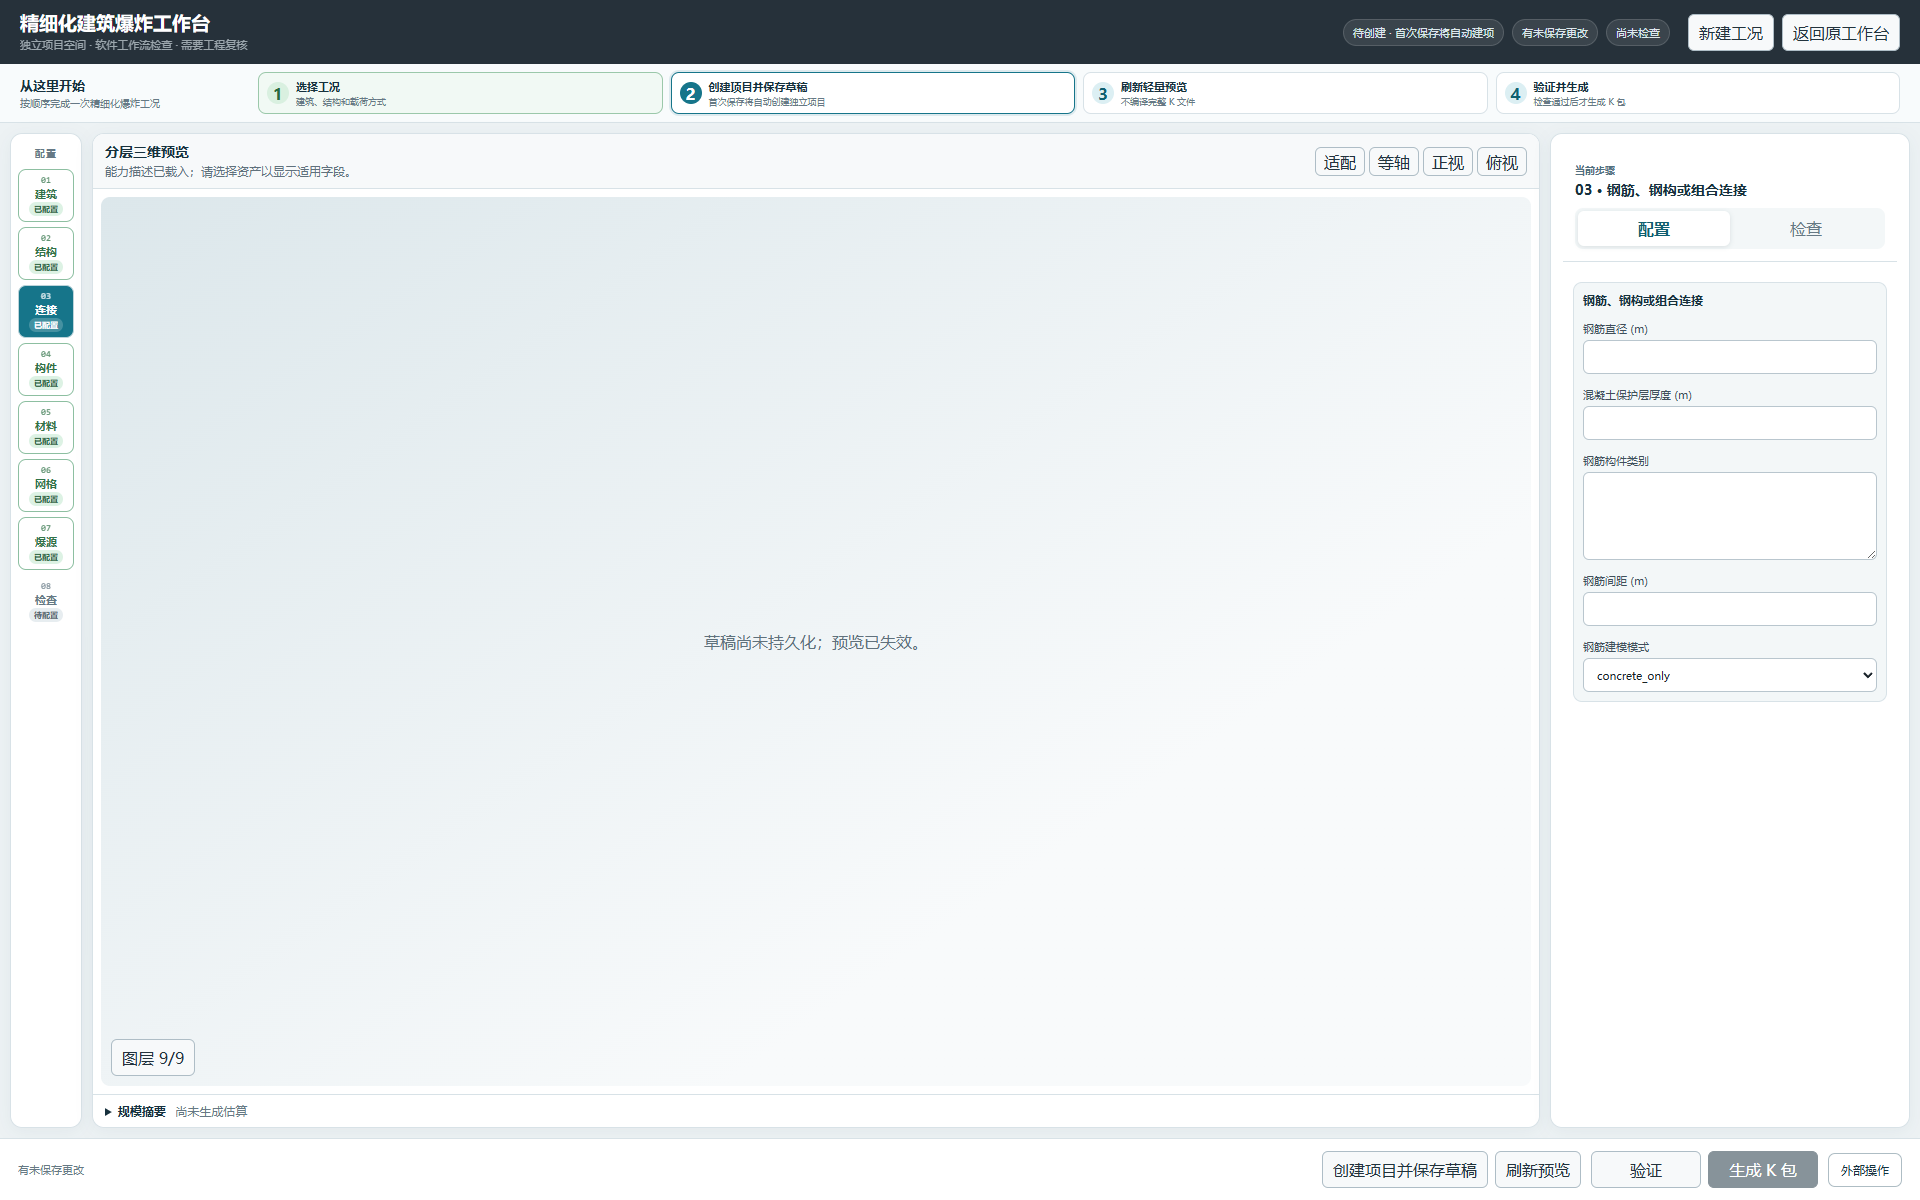 精细化建筑爆炸工作台
独立项目空间 · 软件工作流检查 · 需要工程复核
待创建 · 首次保存将自动建项
有未保存更改
尚未检查
新建工况
返回原工作台
从这里开始
按顺序完成一次精细化爆炸工况
1
选择工况
建筑、结构和载荷方式
2
创建项目并保存草稿
首次保存将自动创建独立项目
3
刷新轻量预览
不编译完整 K 文件
4
验证并生成
检查通过后才生成 K 包
配置
01
建筑
已配置
02
结构
已配置
03
连接
已配置
04
构件
已配置
05
材料
已配置
06
网格
已配置
07
爆源
已配置
08
检查
待配置
分层三维预览
能力描述已载入；请选择资产以显示适用字段。
适配
等轴
正视
俯视
草稿尚未持久化；预览已失效。
图层 9/9
规模摘要 尚未生成估算
当前步骤
03 • 钢筋、钢构或组合连接
配置
检查
钢筋、钢构或组合连接
钢筋直径 (m)
混凝土保护层厚度 (m)
钢筋构件类别
钢筋间距 (m)
钢筋建模模式
concrete_only
有未保存更改
创建项目并保存草稿
刷新预览
验证
生成 K 包
外部操作